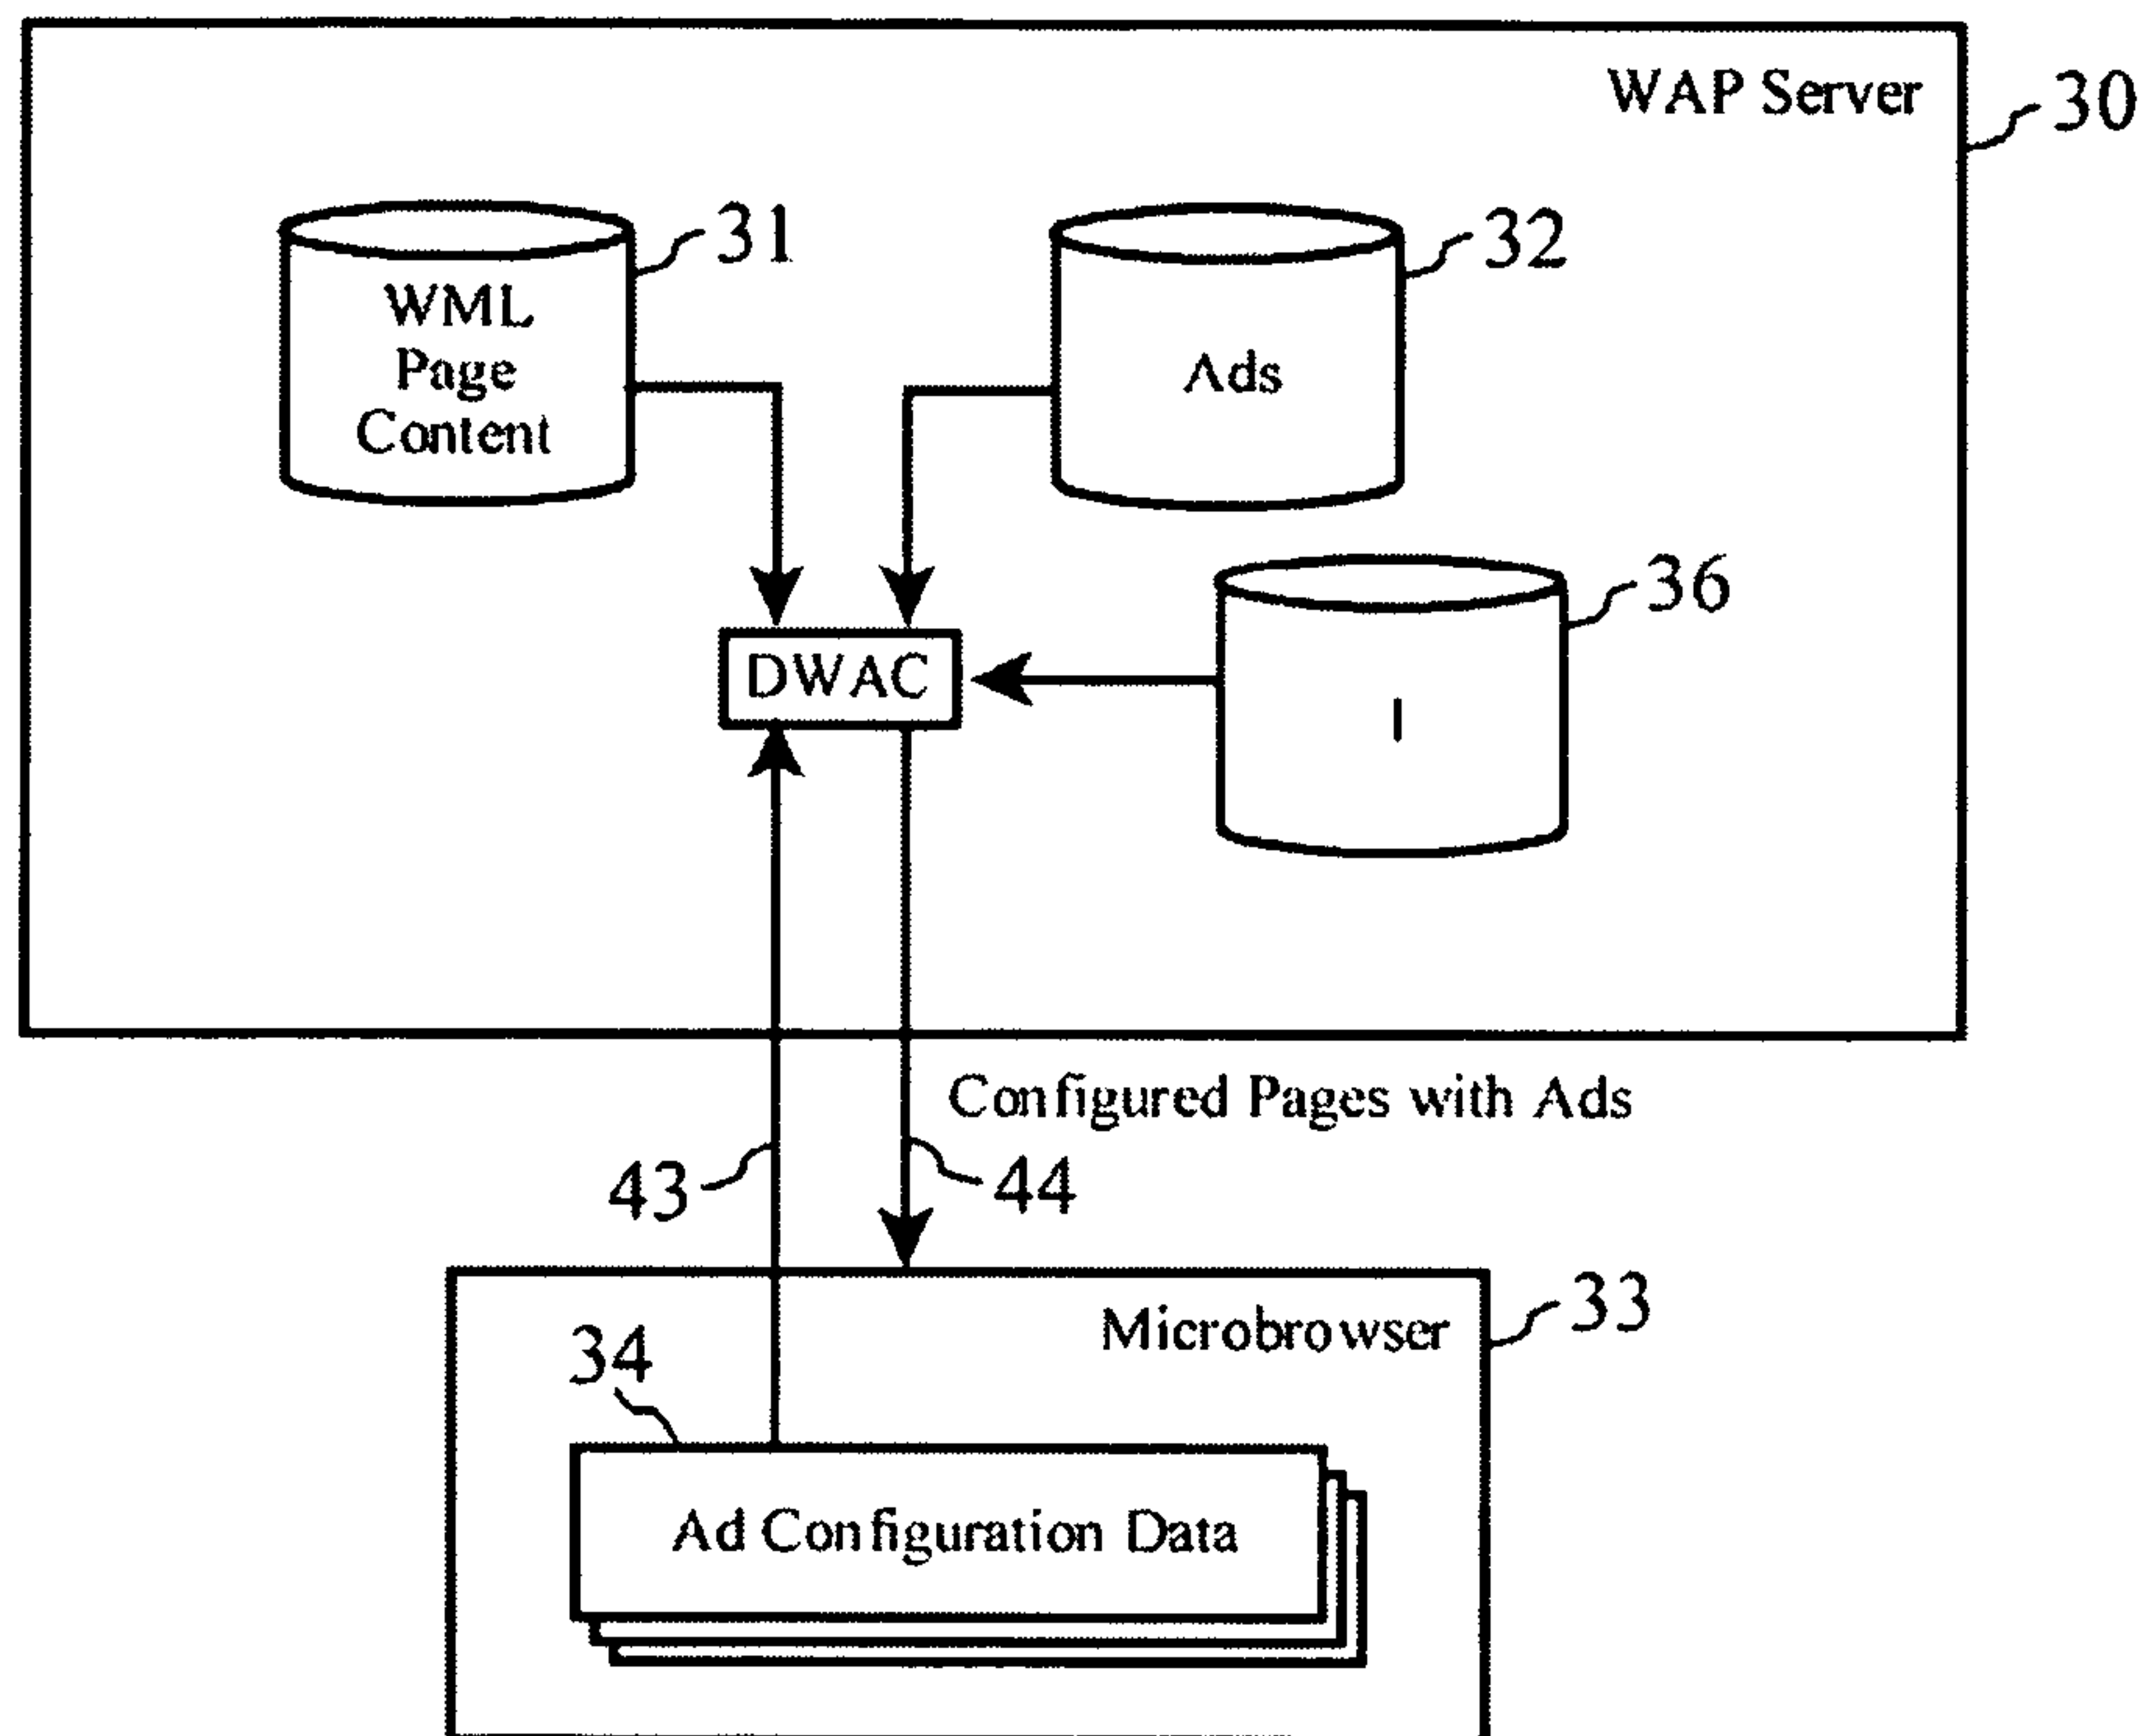 WAP Server
30
31
32
WML
Page
Content
Ads
36
DWAC
I
Configured Pages with Ads
43
44
Microbrowser
33
34
Ad Configuration Data